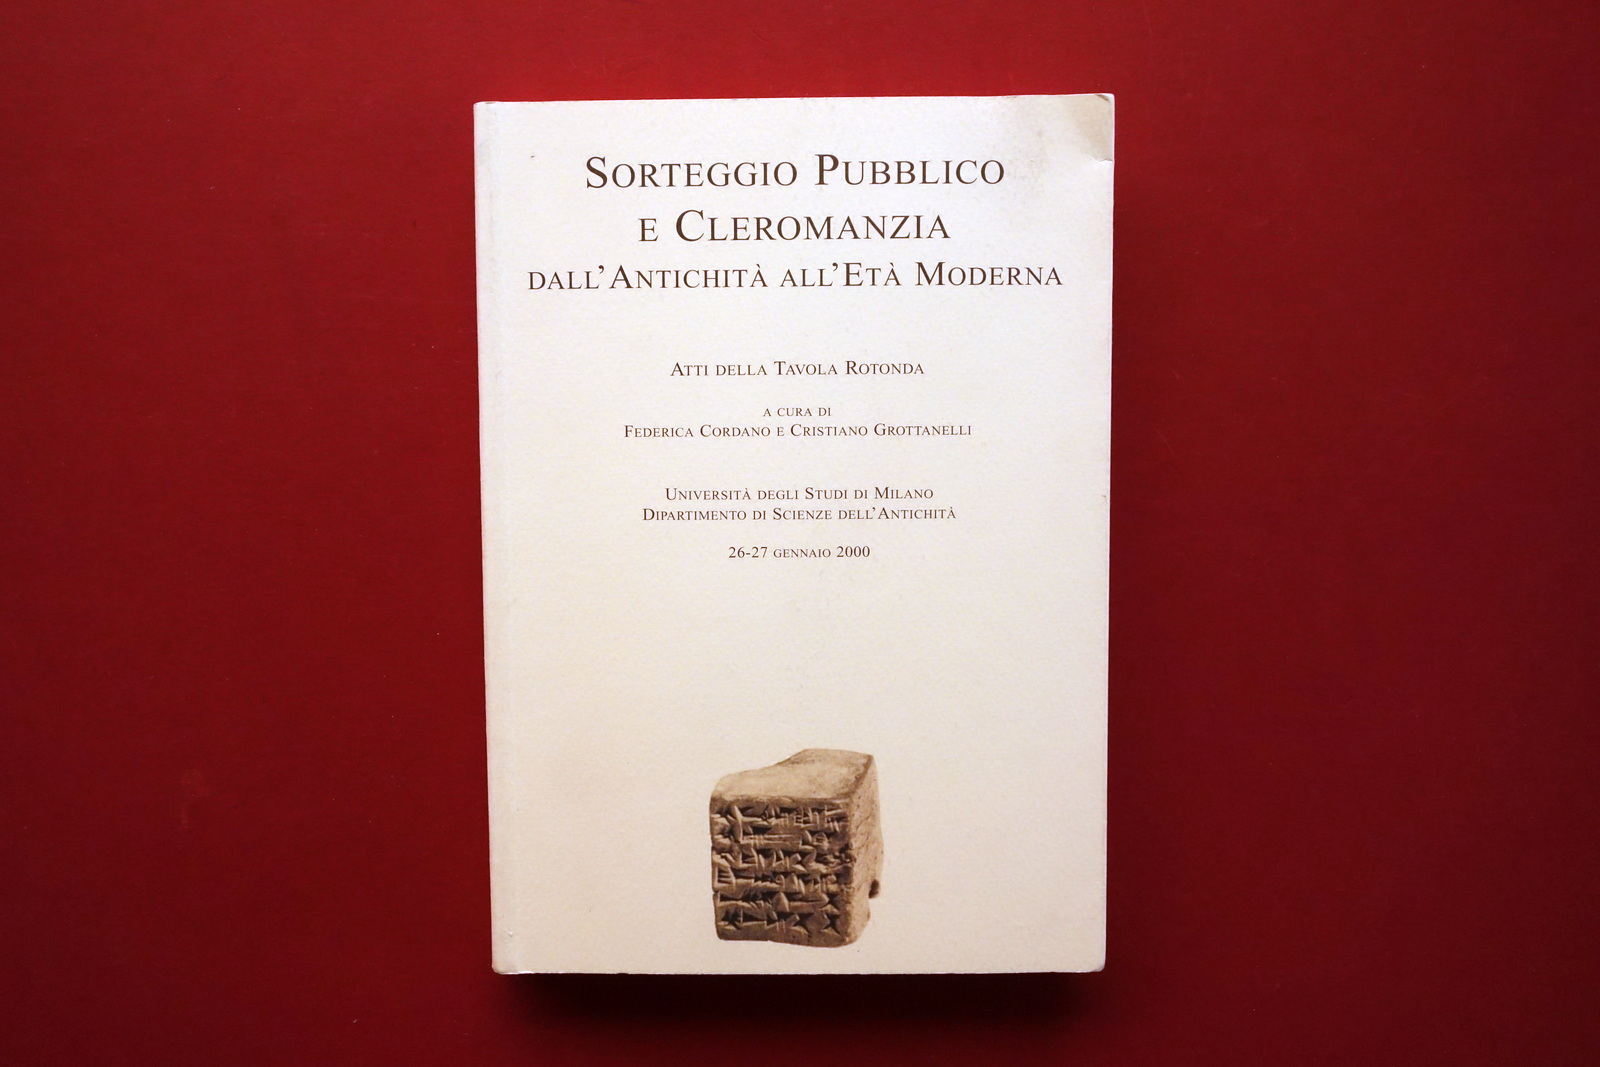 Sorteggio Pubblico
e Cleromanzia
dall'Antichità all'Età Moderna
Atti della Tavola Rotonda
a cura di
Federica Cordano e Cristiano Grottanelli
Università degli Studi di Milano
Dipartimento di Scienze dell'Antichità
26-27 gennaio 2000